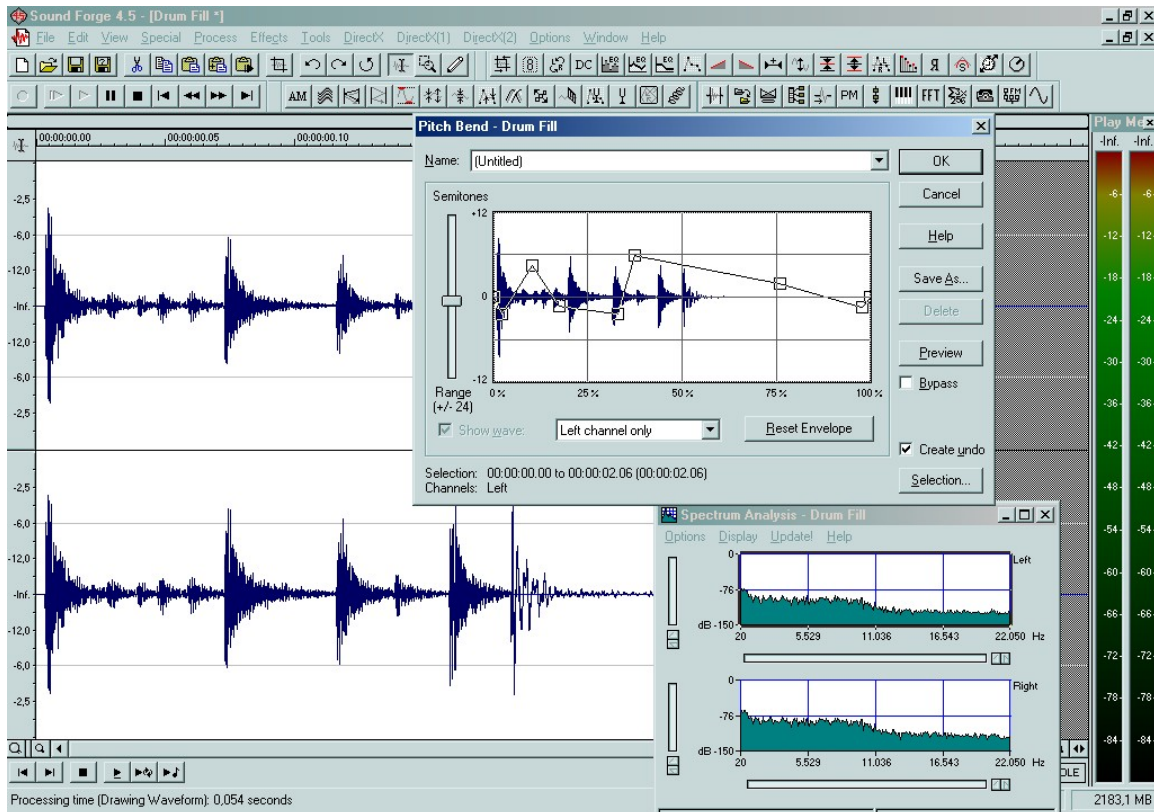 Sound Forge 4.5 - [Drum Fill *]
File Edit View Special Process Effects Tools DirectX DirectX(1) DirectX(2) Options Window Help
DC EQ EQ EQ
AM PM FFT
00:00:00.00 00:00:00.05 00:00:00.10
-2,5
-6,0
-12,0
-Inf.
-12,0
-6,0
-2,5
-2,5
-6,0
-12,0
-Inf.
-12,0
-6,0
-2,5
Pitch Bend - Drum Fill
Name: (Untitled)
OK
Cancel
Help
Save As...
Delete
Preview
Bypass
Create undo
Selection...
Semitones
+12
0
-12
Range
(+/- 24)
0% 25% 50% 75% 100%
Show wave: Left channel only Reset Envelope
Selection: 00:00:00.00 to 00:00:02.06 (00:00:02.06)
Channels: Left
Spectrum Analysis - Drum Fill
Options Display Update! Help
0
-76
dB -150
Left
20 5.529 11.036 16.543 22.050 Hz
0
-76
dB -150
Right
20 5.529 11.036 16.543 22.050 Hz
Play Me
-Inf. -Inf.
-6- -6-
-12- -12-
-18- -18-
-24- -24-
-30- -30-
-36- -36-
-42- -42-
-48- -48-
-54- -54-
-60- -60-
-66- -66-
-72- -72-
-78- -78-
-84- -84-
Processing time (Drawing Waveform): 0,054 seconds
2183,1 MB